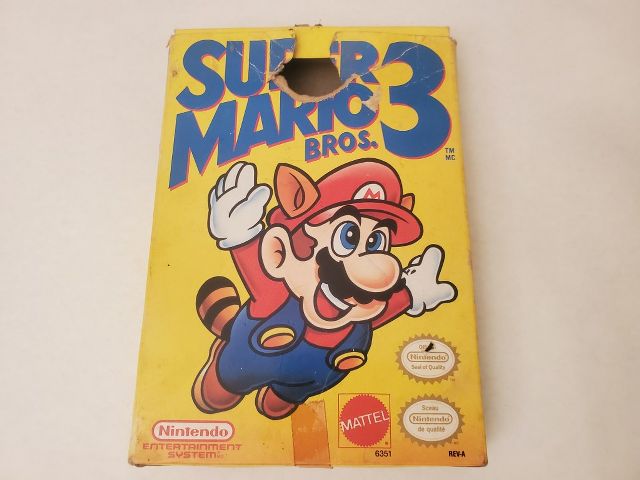 SUPER
MARIO 3
BROS.
TM
MC
M
Nintendo
Seal of Quality
Sceau
Nintendo
de qualité
Nintendo
ENTERTAINMENT
SYSTEM
MATTEL
6351
REV-A